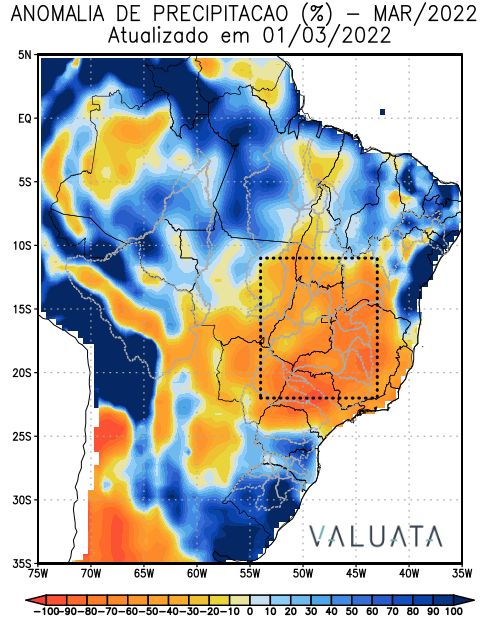 ANOMALIA DE PRECIPITACAO (%) – MAR/2022
Atualizado em 01/03/2022
5N
EQ
5S
10S
15S
20S
25S
30S
35S
75W 70W 65W 60W 55W 50W 45W 40W 35W
VALUATA
-100 -90 -80 -70 -60 -50 -40 -30 -20 -10 0 10 20 30 40 50 60 70 80 90 100